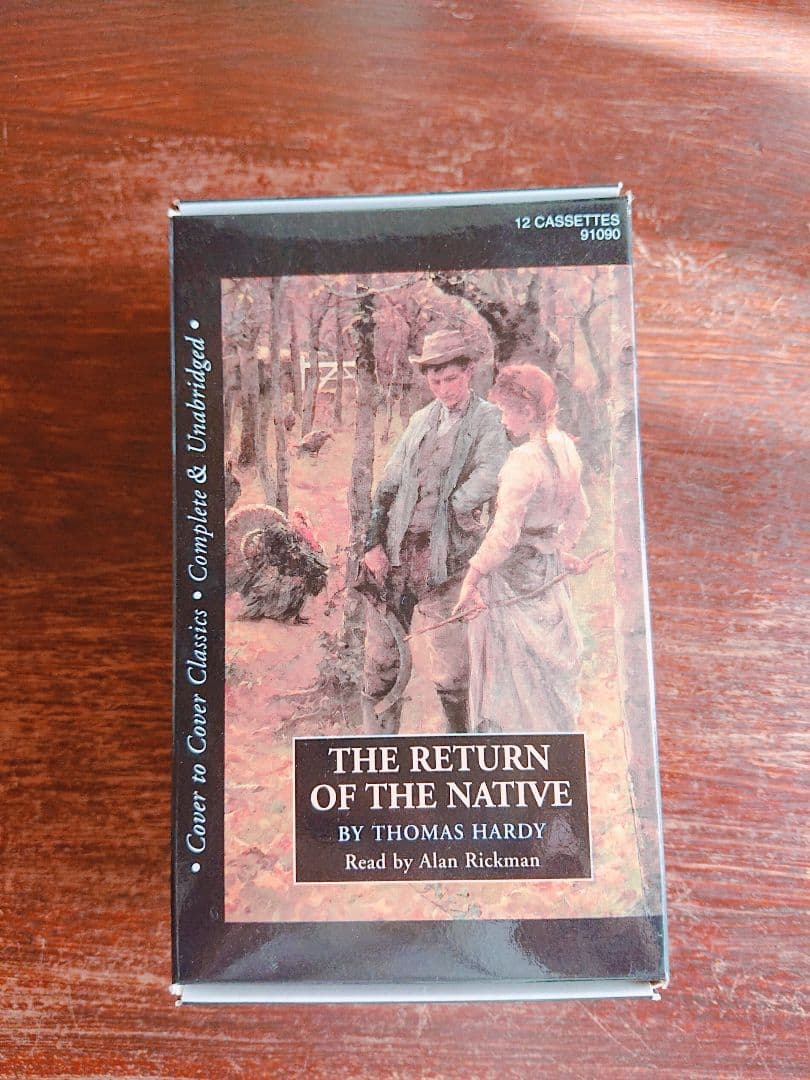 12 CASSETTES
91090
• Cover to Cover Classics • Complete & Unabridged •
THE RETURN
OF THE NATIVE
BY THOMAS HARDY
Read by Alan Rickman